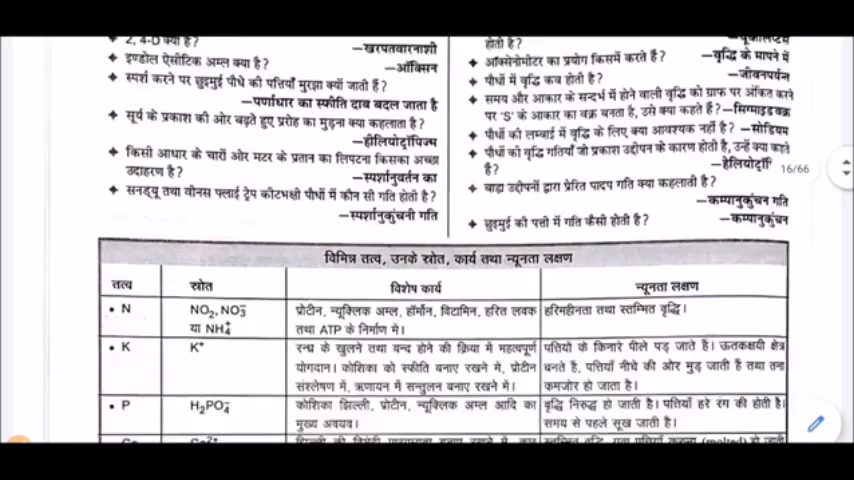 2, 4-D क्या है?
—खरपतवारनाशी
✦ इण्डोल ऐसीटिक अम्ल क्या है?
—ऑक्सिन
✦ स्पर्श करने पर छुइमुई पौधे की पत्तियाँ मुरझा क्यों जाती हैं?
—पर्णाधार का स्फीति दाब बदल जाता है
✦ सूर्य के प्रकाश की ओर बढ़ते हुए प्ररोह का मुड़ना क्या कहलाता है?
—हीलियोट्रॉपिज्म
✦ किसी आधार के चारों ओर मटर के प्रतान का लिपटना किसका अच्छा
उदाहरण है?
—स्पर्शानुवर्तन का
✦ सनड्यू तथा वीनस फ्लाई ट्रैप कीटभक्षी पौधों में कौन सी गति होती है?
—स्पर्शानुकुंचनी गति
होती है?
✦ ऑक्सेनोमीटर का प्रयोग किसमें करते हैं?
—वृद्धि के मापने में
✦ पौधों में वृद्धि कब होती है?
—जीवनपर्यन
✦ समय और आकार के सन्दर्भ में होने वाली वृद्धि को ग्राफ पर अंकित करने
पर 'S' के आकार का वक्र बनता है, उसे क्या कहते हैं?—सिग्माइड वक्र
✦ पौधों की लम्बाई में वृद्धि के लिए क्या आवश्यक नहीं है? —सोडियम
✦ पौधों की वृद्धि गतियाँ जो प्रकाश उद्दीपन के कारण होती है, उन्हें क्या कहते
हैं?
—हेलियोट्रॉपि
16/66
✦ बाह्य उद्दीपनों द्वारा प्रेरित पादप गति क्या कहलाती है?
—कम्पानुकुंचन गति
✦ छुइमुई की पत्ती में गति कैसी होती है?
—कम्पानुकुंचन
विभिन्न तत्व, उनके स्रोत, कार्य तथा न्यूनता लक्षण
तत्व स्रोत विशेष कार्य न्यूनता लक्षण
• N NO₂, NO₃⁻ या NH₄⁺ प्रोटीन, न्यूक्लिक अम्ल, हॉर्मोन, विटामिन, हरित लवक
तथा ATP के निर्माण में।
हरिमहीनता तथा स्तम्भित वृद्धि।
• K K⁺ रन्ध्र के खुलने तथा बन्द होने की क्रिया में महत्वपूर्ण
योगदान। कोशिका को स्फीति बनाए रखने में, प्रोटीन
संश्लेषण में, ऋणायन में सन्तुलन बनाए रखने में।
पत्तियो के किनारे पीले पड़ जाते हैं। ऊतकक्षयी क्षेत्र
बनते है, पत्तियाँ नीचे की ओर मुड़ जाती हैं तथा तना
कमजोर हो जाता है।
• P H₂PO₄⁻ कोशिका झिल्ली, प्रोटीन, न्यूक्लिक अम्ल आदि का
मुख्य अवयव।
वृद्धि निरुद्ध हो जाती है। पत्तियाँ हरे रंग की होती है।
समय से पहले सूख जाती है।